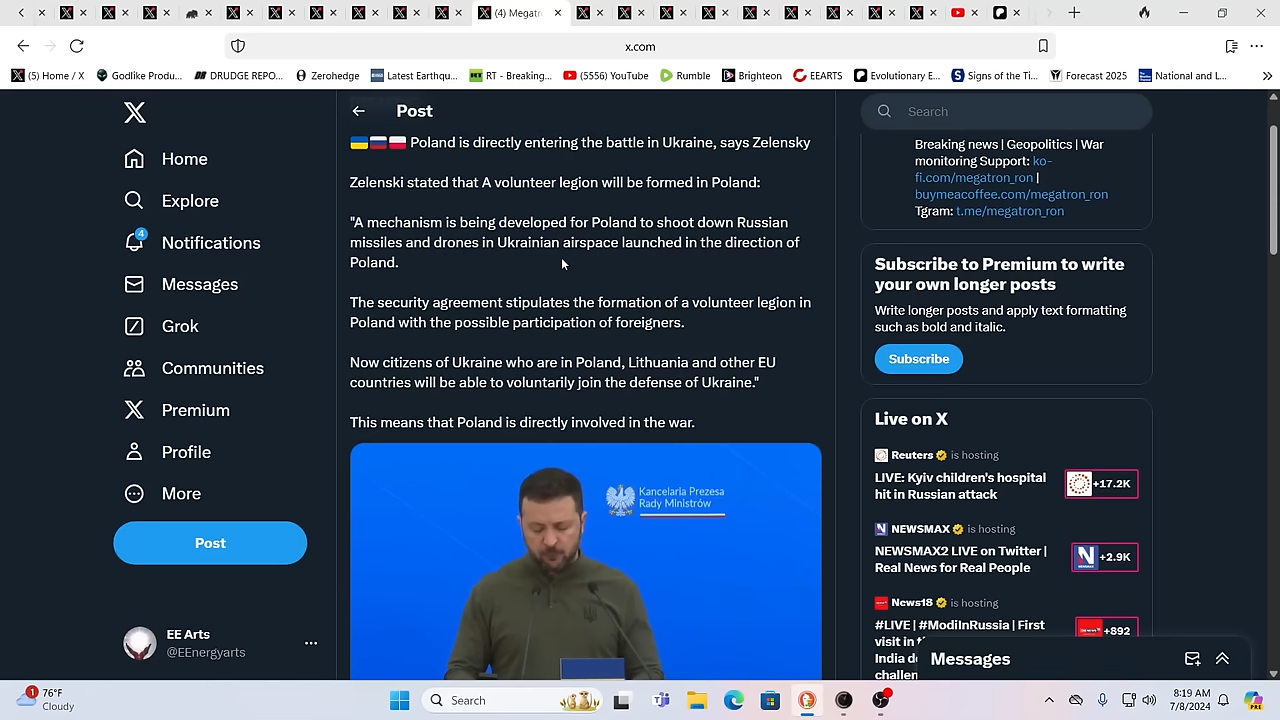 (4) Megatr
x.com
(5) Home / X
Godlike Produ...
DRUDGE REPO...
Zerohedge
Latest Earthqu...
RT - Breaking...
(5556) YouTube
Rumble
Brighteon
EEARTS
Evolutionary E...
Signs of the Ti...
Forecast 2025
National and L...
Home
Explore
4
Notifications
Messages
Grok
Communities
Premium
Profile
More
Post
EE Arts
@EEnergyarts
Post
Poland is directly entering the battle in Ukraine, says Zelensky
Zelenski stated that A volunteer legion will be formed in Poland:
"A mechanism is being developed for Poland to shoot down Russian
missiles and drones in Ukrainian airspace launched in the direction of
Poland.
The security agreement stipulates the formation of a volunteer legion in
Poland with the possible participation of foreigners.
Now citizens of Ukraine who are in Poland, Lithuania and other EU
countries will be able to voluntarily join the defense of Ukraine."
This means that Poland is directly involved in the war.
Kancelaria Prezesa
Rady Ministrów
Search
Breaking news | Geopolitics | War
monitoring Support: ko-
fi.com/megatron_ron |
buymeacoffee.com/megatron_ron
Tgram: t.me/megatron_ron
Subscribe to Premium to write
your own longer posts
Write longer posts and apply text formatting
such as bold and italic.
Subscribe
Live on X
Reuters is hosting
LIVE: Kyiv children's hospital
hit in Russian attack
+17.2K
NEWSMAX is hosting
NEWSMAX2 LIVE on Twitter |
Real News for Real People
+2.9K
News18 is hosting
#LIVE | #ModiInRussia | First
visit in t
India de
challen
+892
Messages
1
76°F
Cloudy
Search
8:19 AM
7/8/2024
PRE